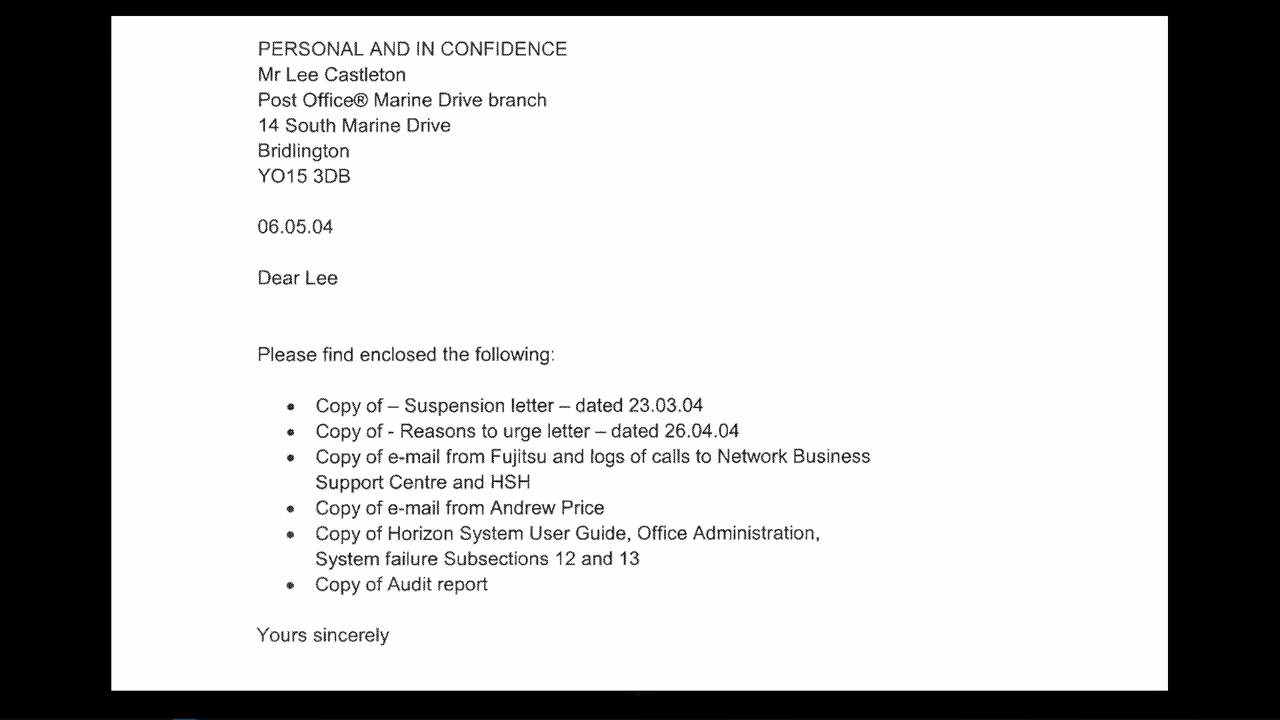 PERSONAL AND IN CONFIDENCE
Mr Lee Castleton
Post Office® Marine Drive branch
14 South Marine Drive
Bridlington
YO15 3DB
06.05.04
Dear Lee
Please find enclosed the following:
• Copy of – Suspension letter – dated 23.03.04
• Copy of - Reasons to urge letter – dated 26.04.04
• Copy of e-mail from Fujitsu and logs of calls to Network Business
Support Centre and HSH
• Copy of e-mail from Andrew Price
• Copy of Horizon System User Guide, Office Administration,
System failure Subsections 12 and 13
• Copy of Audit report
Yours sincerely